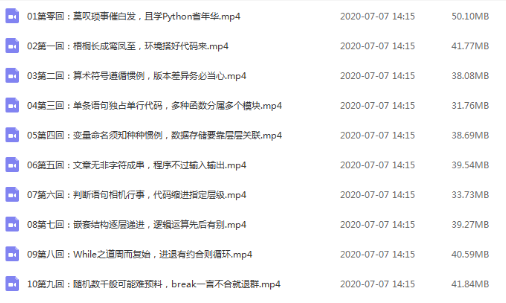 01第零回：莫叹琐事催白发，且学Python省年华.mp4 2020-07-07 14:15 50.10MB
02第一回：梧桐长成鸾凤至，环境搭好代码来.mp4 2020-07-07 14:15 41.77MB
03第二回：算术符号遁循惯例，版本差异务必当心.mp4 2020-07-07 14:15 38.08MB
04第三回：单条语句独占单行代码，多种函数分属多个模块.mp4 2020-07-07 14:15 31.76MB
05第四回：变量命名须知种种惯例，数据存储要靠层层关联.mp4 2020-07-07 14:15 38.69MB
06第五回：文章无非字符成串，程序不过输入输出.mp4 2020-07-07 14:15 39.54MB
07第六回：判断语句相机行事，代码缩进指定层级.mp4 2020-07-07 14:15 33.73MB
08第七回：嵌套结构逐层递进，逻辑运算先后有别.mp4 2020-07-07 14:15 39.27MB
09第八回：While之道周而复始，进退有约合则循环.mp4 2020-07-07 14:15 40.59MB
10第九回：随机数千般可能难预料，break一言不合就退群.mp4 2020-07-07 14:15 41.84MB